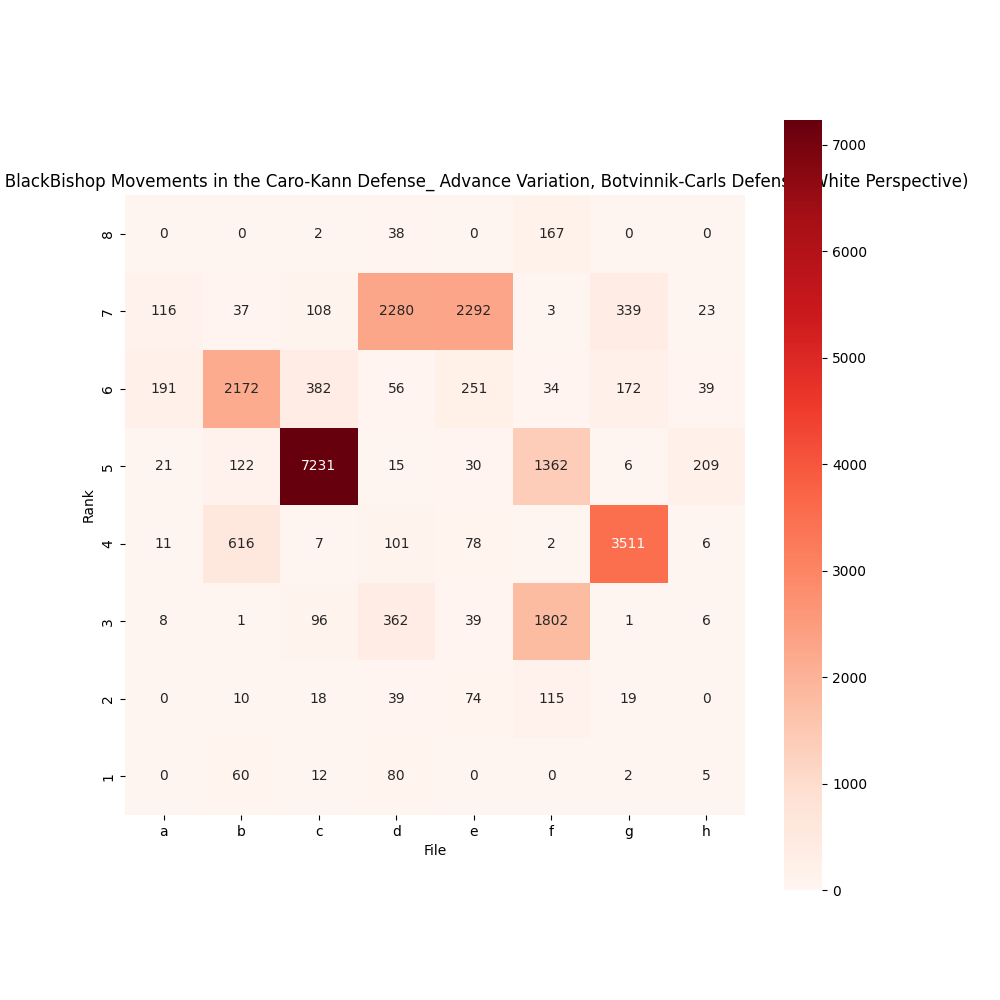 BlackBishop Movements in the Caro-Kann Defense_ Advance Variation, Botvinnik-Carls Defens hite Perspective)
8 0 0 2 38 0 167 0 0
7 116 37 108 2280 2292 3 339 23
6 191 2172 382 56 251 34 172 39
5 21 122 7231 15 30 1362 6 209
Rank
4 11 616 7 101 78 2 3511 6
3 8 1 96 362 39 1802 1 6
2 0 10 18 39 74 115 19 0
1 0 60 12 80 0 0 2 5
a b c d e f g h
File
7000
6000
5000
4000
3000
2000
1000
0